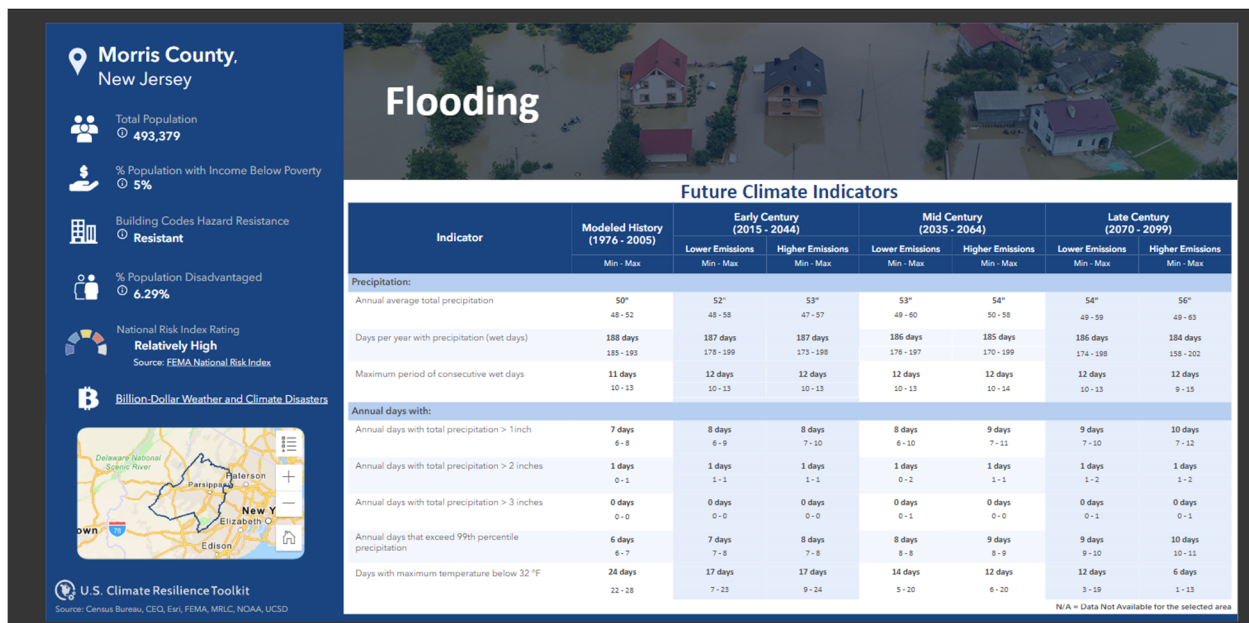 Morris County,
New Jersey
Total Population
493,379
% Population with Income Below Poverty
5%
Building Codes Hazard Resistance
Resistant
% Population Disadvantaged
6.29%
National Risk Index Rating
Relatively High
Source: FEMA National Risk Index
Billion-Dollar Weather and Climate Disasters
Delaware National
Scenic River
Paterson
Parsippa
New Y
Elizabeth
own
78
Edison
U.S. Climate Resilience Toolkit
Source: Census Bureau, CEQ, Esri, FEMA, MRLC, NOAA, UCSD
Flooding
Future Climate Indicators
Indicator
Modeled History
(1976 - 2005)
Early Century
(2015 - 2044)
Mid Century
(2035 - 2064)
Late Century
(2070 - 2099)
Lower Emissions Higher Emissions Lower Emissions Higher Emissions Lower Emissions Higher Emissions
Min - Max Min - Max Min - Max Min - Max Min - Max Min - Max Min - Max
Precipitation:
Annual average total precipitation 50" 52" 53" 53" 54" 54" 56"
48 - 52 48 - 58 47 - 57 49 - 60 50 - 58 49 - 59 49 - 63
Days per year with precipitation (wet days) 188 days 187 days 187 days 186 days 185 days 186 days 184 days
185 - 193 178 - 199 173 - 198 176 - 197 170 - 199 174 - 198 158 - 202
Maximum period of consecutive wet days 11 days 12 days 12 days 12 days 12 days 12 days 12 days
10 - 13 10 - 13 10 - 13 10 - 13 10 - 14 10 - 13 9 - 15
Annual days with:
Annual days with total precipitation > 1inch 7 days 8 days 8 days 8 days 9 days 9 days 10 days
6 - 8 6 - 9 7 - 10 6 - 10 7 - 11 7 - 10 7 - 12
Annual days with total precipitation > 2 inches 1 days 1 days 1 days 1 days 1 days 1 days 1 days
0 - 1 1 - 1 1 - 1 0 - 2 1 - 1 1 - 2 1 - 2
Annual days with total precipitation > 3 inches 0 days 0 days 0 days 0 days 0 days 0 days 0 days
0 - 0 0 - 0 0 - 0 0 - 1 0 - 0 0 - 1 0 - 1
Annual days that exceed 99th percentile
precipitation 6 days 7 days 8 days 8 days 9 days 9 days 10 days
6 - 7 7 - 8 7 - 8 8 - 8 8 - 9 9 - 10 10 - 11
Days with maximum temperature below 32 °F 24 days 17 days 17 days 14 days 12 days 12 days 6 days
22 - 28 7 - 23 9 - 24 5 - 20 6 - 20 3 - 19 1 - 13
N/A = Data Not Available for the selected area